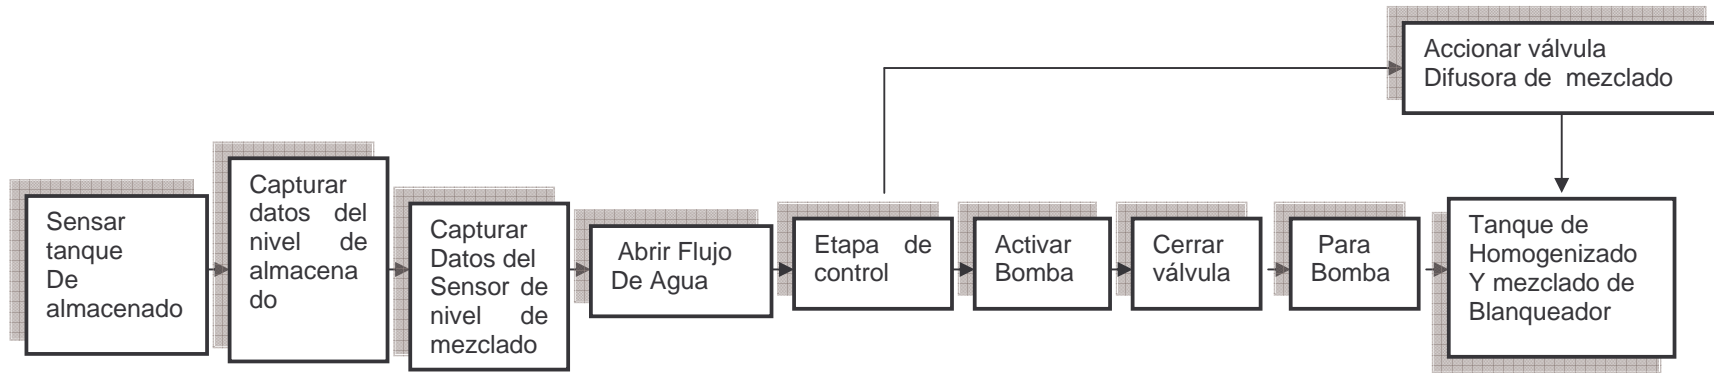 Accionar válvula
Difusora de mezclado
Sensar
tanque
De
almacenado
Capturar
datos del
nivel de
almacena
do
Capturar
Datos del
Sensor de
nivel de
mezclado
Abrir Flujo
De Agua
Etapa de
control
Activar
Bomba
Cerrar
válvula
Para
Bomba
Tanque de
Homogenizado
Y mezclado de
Blanqueador